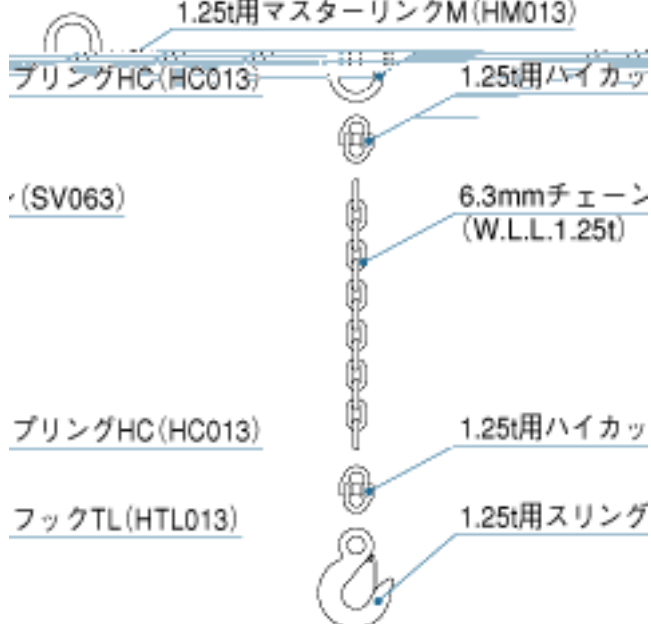 1.25t用マスターリンクM(HM013)
プリングHC(HC013)
1.25t用ハイカッ
(SV063)
6.3mmチェーン
(W.L.L.1.25t)
プリングHC(HC013)
1.25t用ハイカッ
フックTL(HTL013)
1.25t用スリング